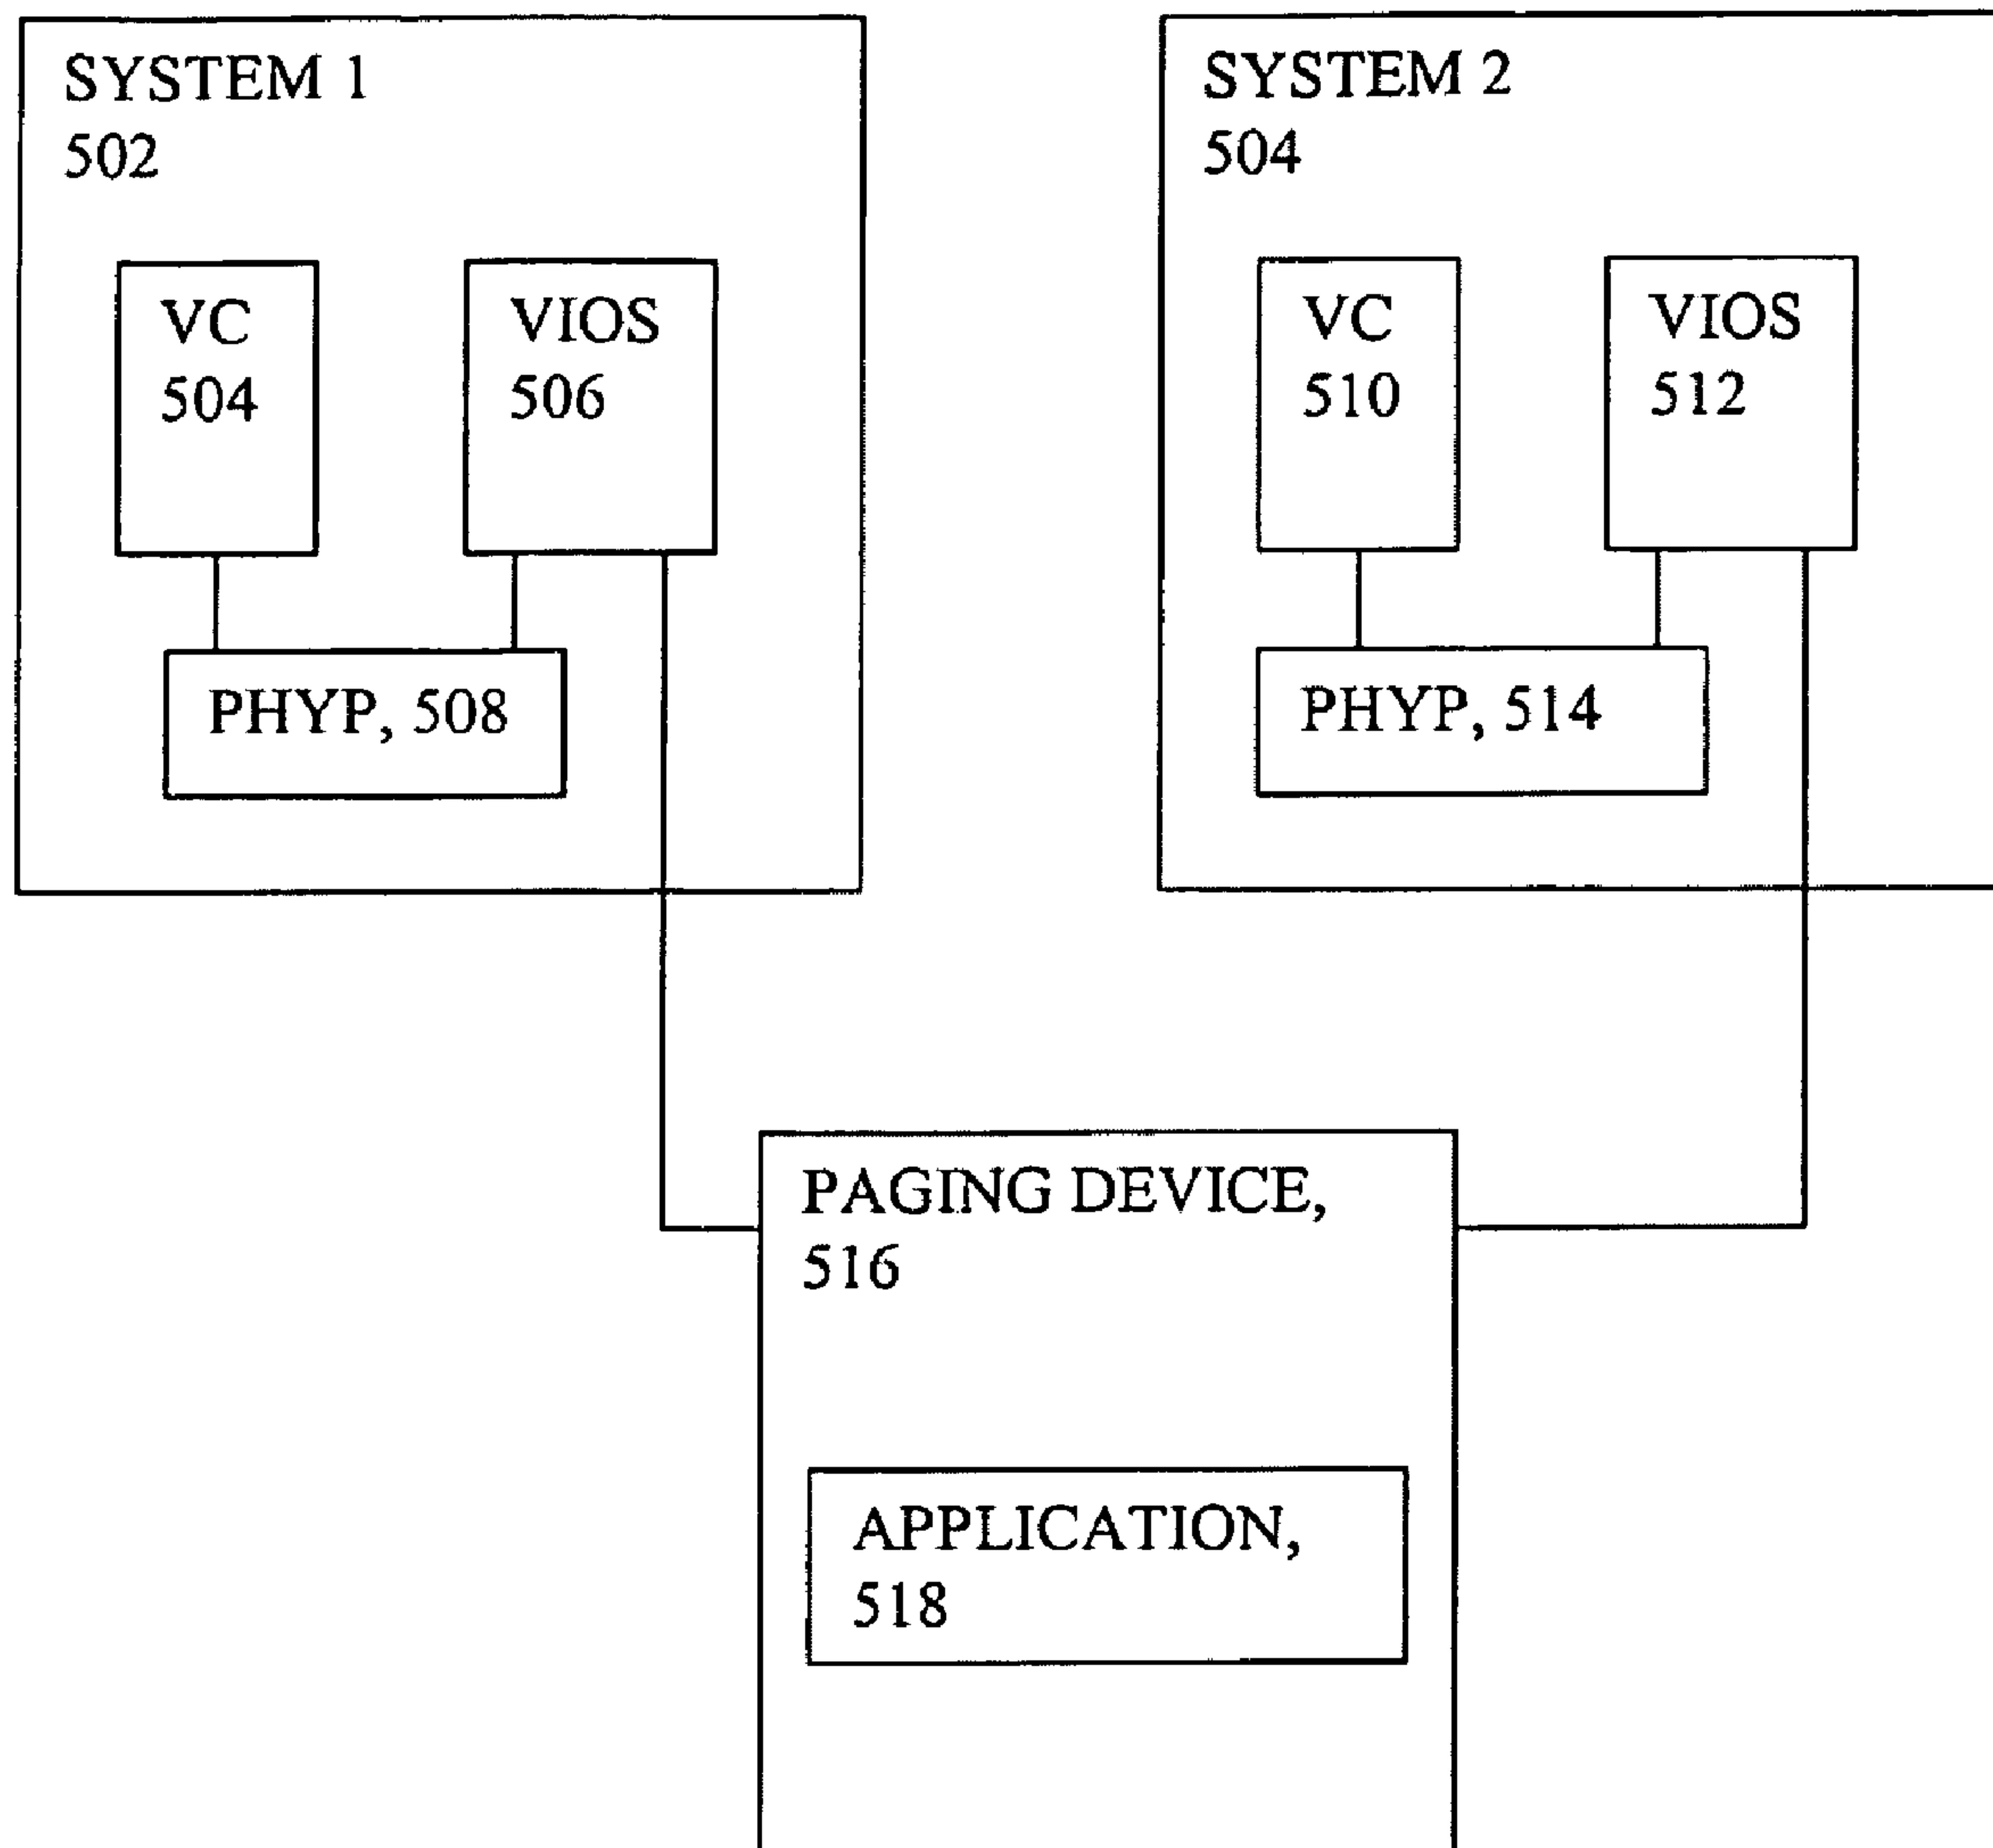 SYSTEM 1
502
VC
504
VIOS
506
PHYP, 508
SYSTEM 2
504
VC
510
VIOS
512
PHYP, 514
PAGING DEVICE,
516
APPLICATION,
518